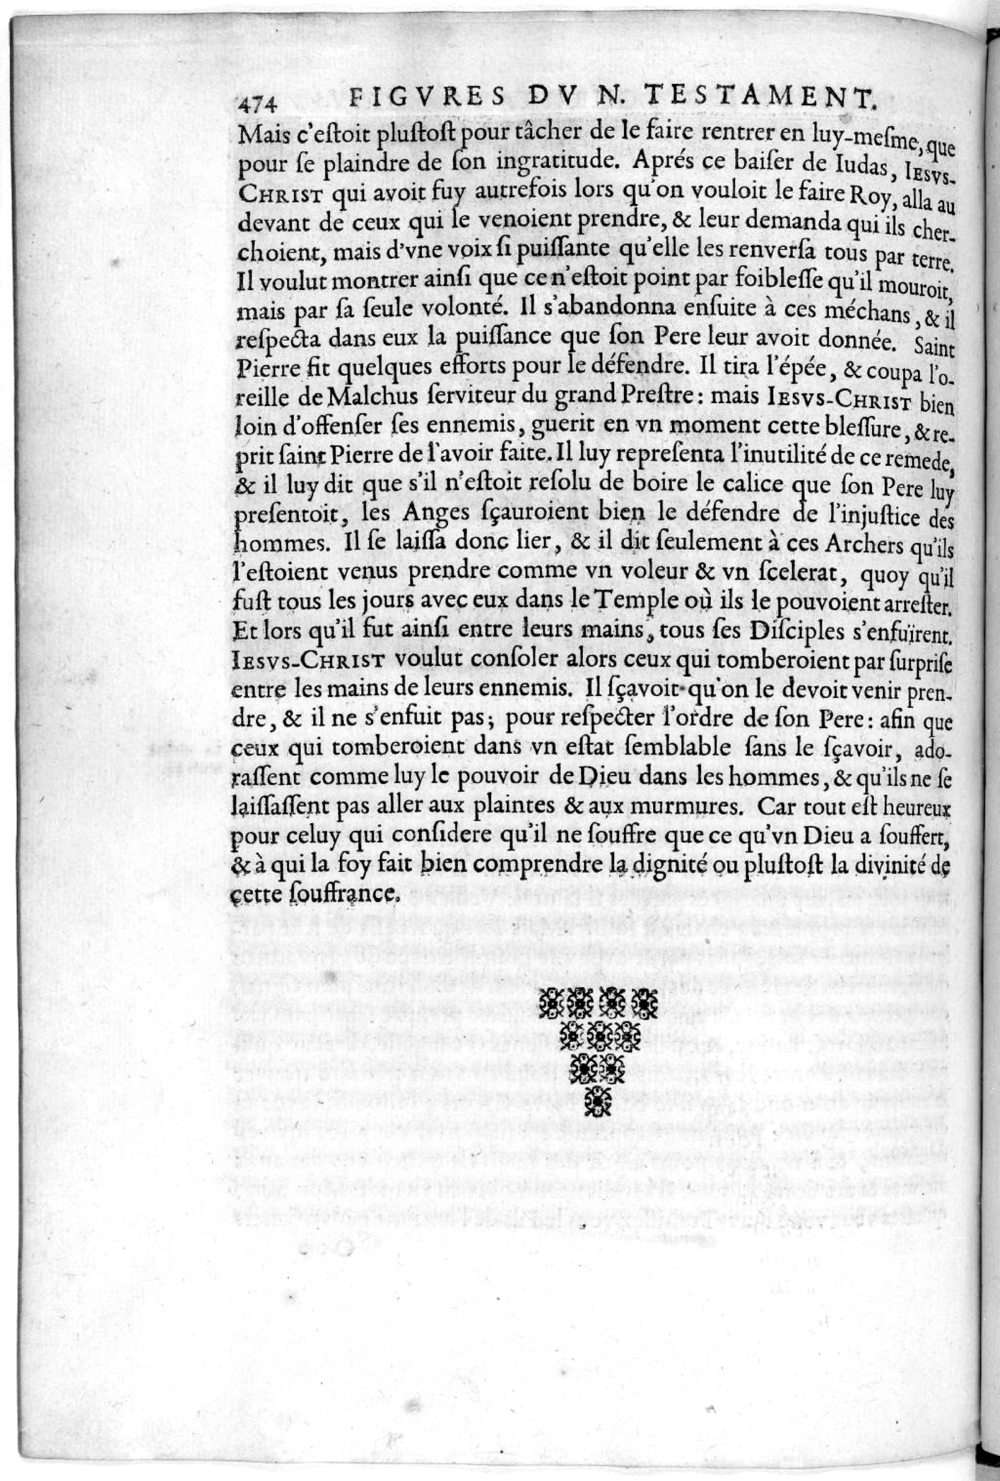 474 FIGVRES DV N. TESTAMENT.
Mais c'eſtoit pluſtoſt pour tâcher de le faire rentrer en luy-meſme, que
pour ſe plaindre de ſon ingratitude. Aprés ce baiſer de Iudas, IESVS-
CHRIST qui avoit fuy autrefois lors qu'on vouloit le faire Roy, alla au
devant de ceux qui le venoient prendre, & leur demanda qui ils cher-
choient, mais d'vne voix ſi puiſſante qu'elle les renverſa tous par terre.
Il voulut montrer ainſi que ce n'eſtoit point par foibleſſe qu'il mouroit,
mais par ſa ſeule volonté. Il s'abandonna enſuite à ces méchans, & il
reſpecta dans eux la puiſſance que ſon Pere leur avoit donnée. Saint
Pierre fit quelques efforts pour le défendre. Il tira l'épée, & coupa l'o-
reille de Malchus ſerviteur du grand Preſtre: mais IESVS-CHRIST bien
loin d'offenſer ſes ennemis, guerit en vn moment cette bleſſure, & re-
prit ſaint Pierre de l'avoir faite. Il luy repreſenta l'inutilité de ce remede,
& il luy dit que s'il n'eſtoit reſolu de boire le calice que ſon Pere luy
preſentoit, les Anges ſçauroient bien le défendre de l'injuſtice des
hommes. Il ſe laiſſa donc lier, & il dit ſeulement à ces Archers qu'ils
l'eſtoient venus prendre comme vn voleur & vn ſcelerat, quoy qu'il
fuſt tous les jours avec eux dans le Temple où ils le pouvoient arreſter.
Et lors qu'il fut ainſi entre leurs mains, tous ſes Diſciples s'enfuïrent.
IESVS-CHRIST voulut conſoler alors ceux qui tomberoient par ſurpriſe
entre les mains de leurs ennemis. Il ſçavoit qu'on le devoit venir pren-
dre, & il ne s'enfuit pas; pour reſpecter l'ordre de ſon Pere: afin que
ceux qui tomberoient dans vn eſtat ſemblable ſans le ſçavoir, ado-
raſſent comme luy le pouvoir de Dieu dans les hommes, & qu'ils ne ſe
laiſſaſſent pas aller aux plaintes & aux murmures. Car tout eſt heureux
pour celuy qui conſidere qu'il ne ſouffre que ce qu'vn Dieu a ſouffert,
& à qui la foy fait bien comprendre la dignité ou pluſtoſt la divinité de
cette ſouffrance.